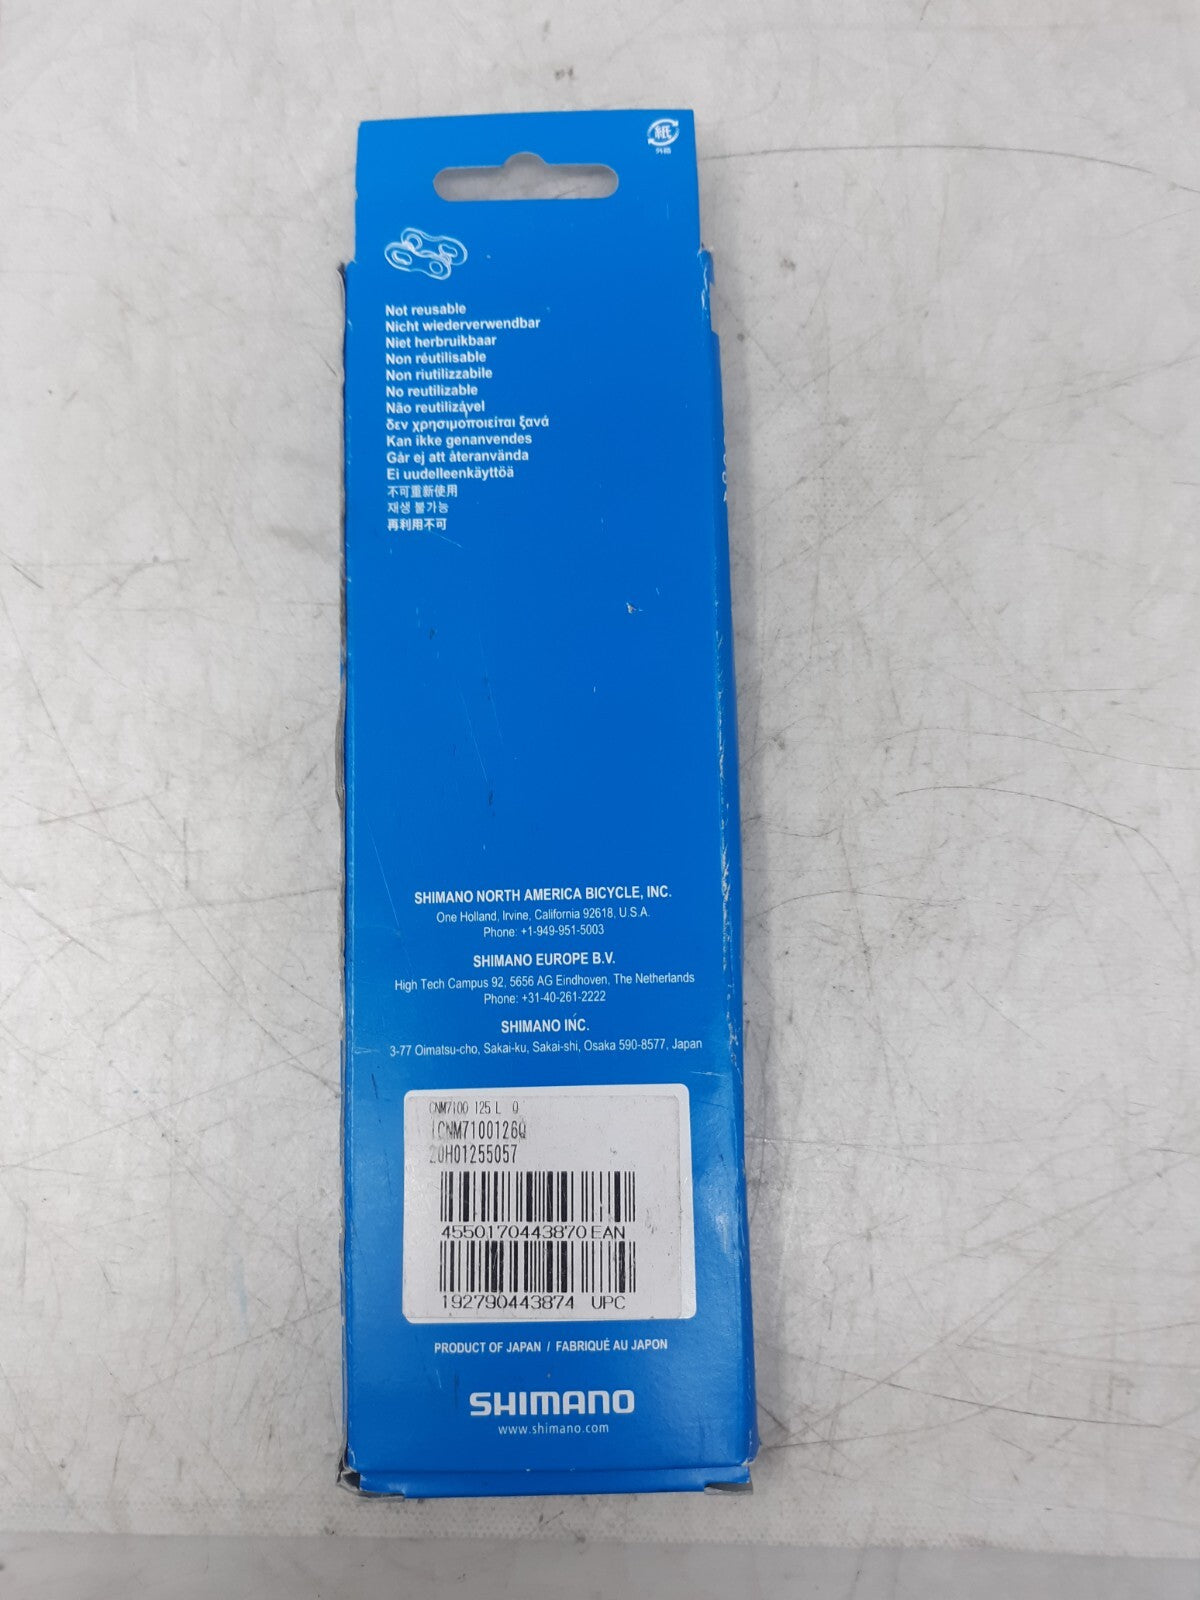 紙
外箱
Not reusable
Nicht wiederverwendbar
Niet herbruikbaar
Non réutilisable
Non riutilizzabile
No reutilizable
Não reutilizável
δεν χρησιμοποιείται ξανά
Kan ikke genanvendes
Går ej att återanvända
Ei uudelleenkäyttöä
不可重新使用
재생 불가능
再利用不可
SHIMANO NORTH AMERICA BICYCLE, INC.
One Holland, Irvine, California 92618, U.S.A.
Phone: +1-949-951-5003
SHIMANO EUROPE B.V.
High Tech Campus 92, 5656 AG Eindhoven, The Netherlands
Phone: +31-40-261-2222
SHIMANO INC.
3-77 Oimatsu-cho, Sakai-ku, Sakai-shi, Osaka 590-8577, Japan
CNM7100 125 L Q
ICNM7100126Q
20H01255057
4550170443870 EAN
192790443874 UPC
PRODUCT OF JAPAN / FABRIQUÉ AU JAPON
SHIMANO
www.shimano.com